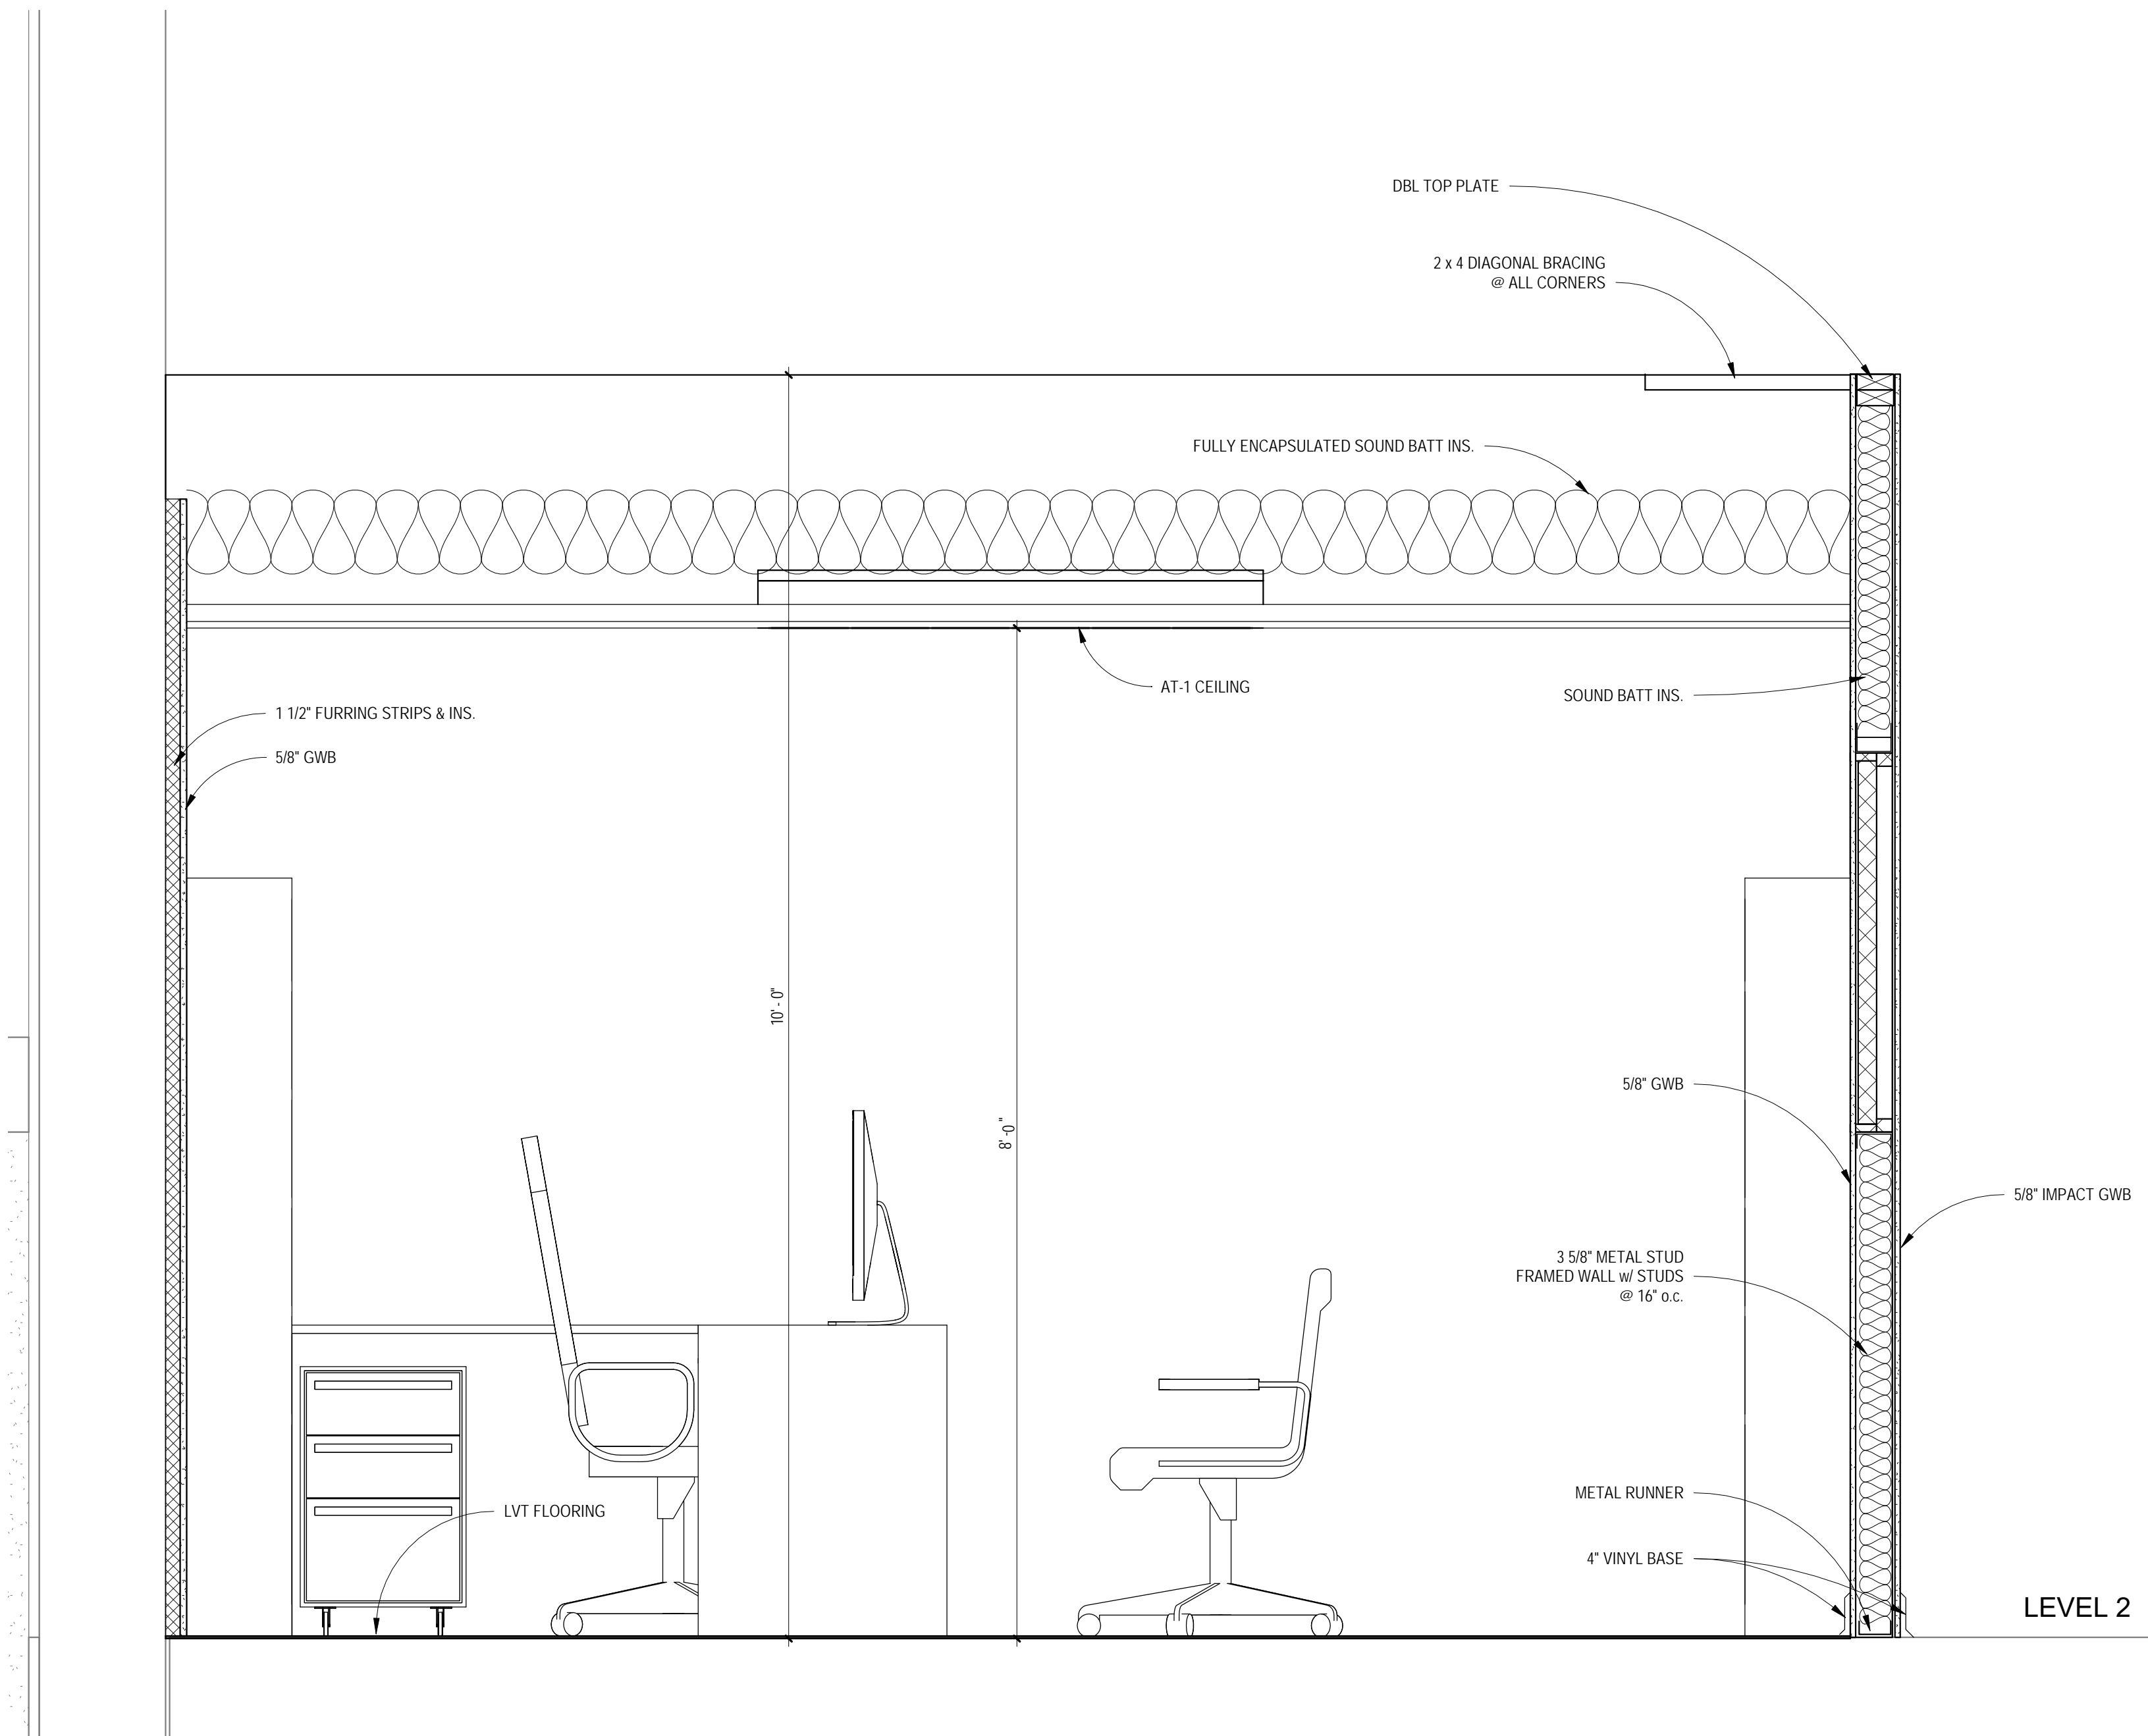 DBL TOP PLATE
2 x 4 DIAGONAL BRACING
@ ALL CORNERS
FULLY ENCAPSULATED SOUND BATT INS.
AT-1 CEILING
SOUND BATT INS.
1 1/2" FURRING STRIPS & INS.
5/8" GWB
10' - 0"
8' -0 "
5/8" GWB
5/8" IMPACT GWB
3 5/8" METAL STUD
FRAMED WALL w/ STUDS
@ 16" o.c.
METAL RUNNER
LVT FLOORING
4" VINYL BASE
LEVEL 2